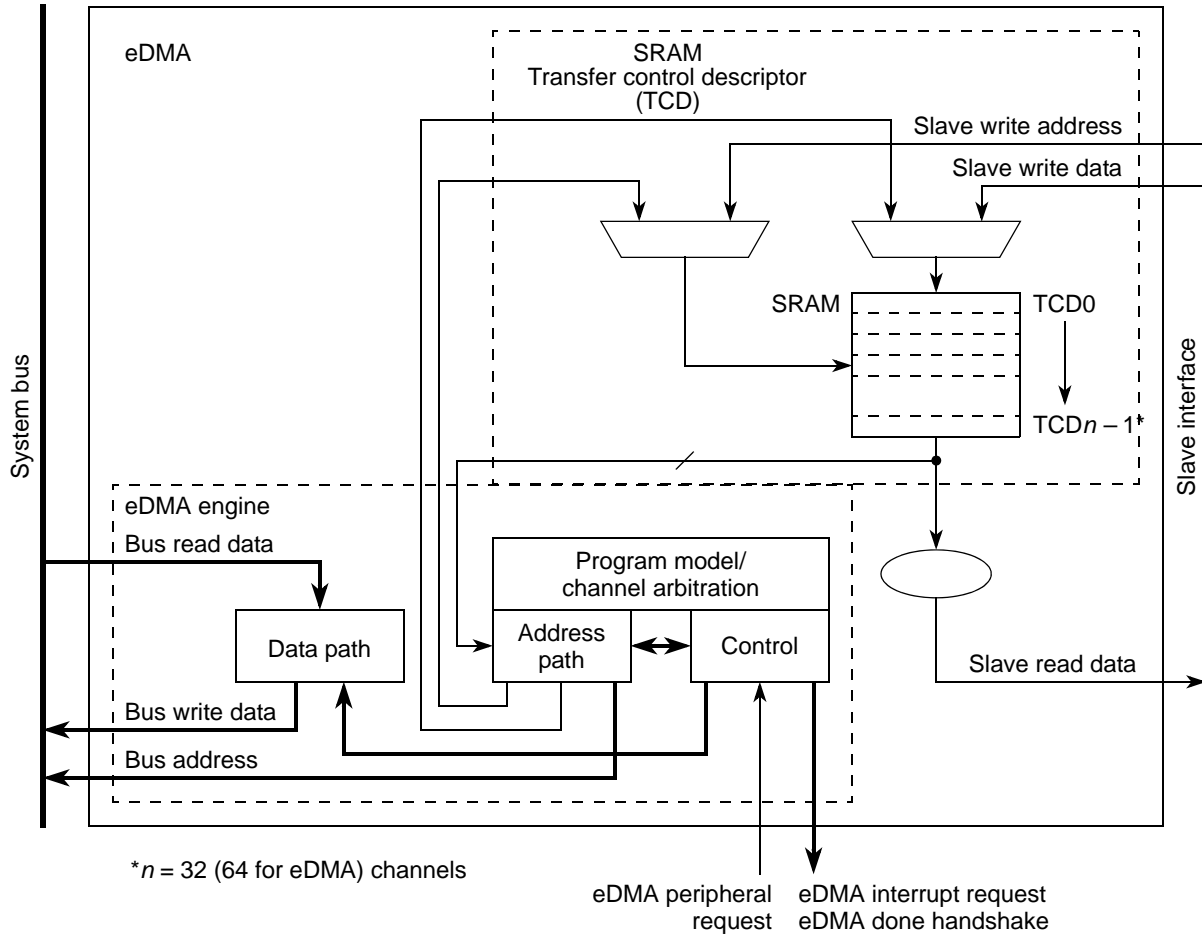 eDMA
SRAM
Transfer control descriptor
(TCD)
Slave write address
Slave write data
SRAM
TCD0
TCDn – 1*
System bus
Slave interface
eDMA engine
Bus read data
Program model/
channel arbitration
Data path
Address
path
Control
Slave read data
Bus write data
Bus address
*n = 32 (64 for eDMA) channels
eDMA peripheral
request
eDMA interrupt request
eDMA done handshake